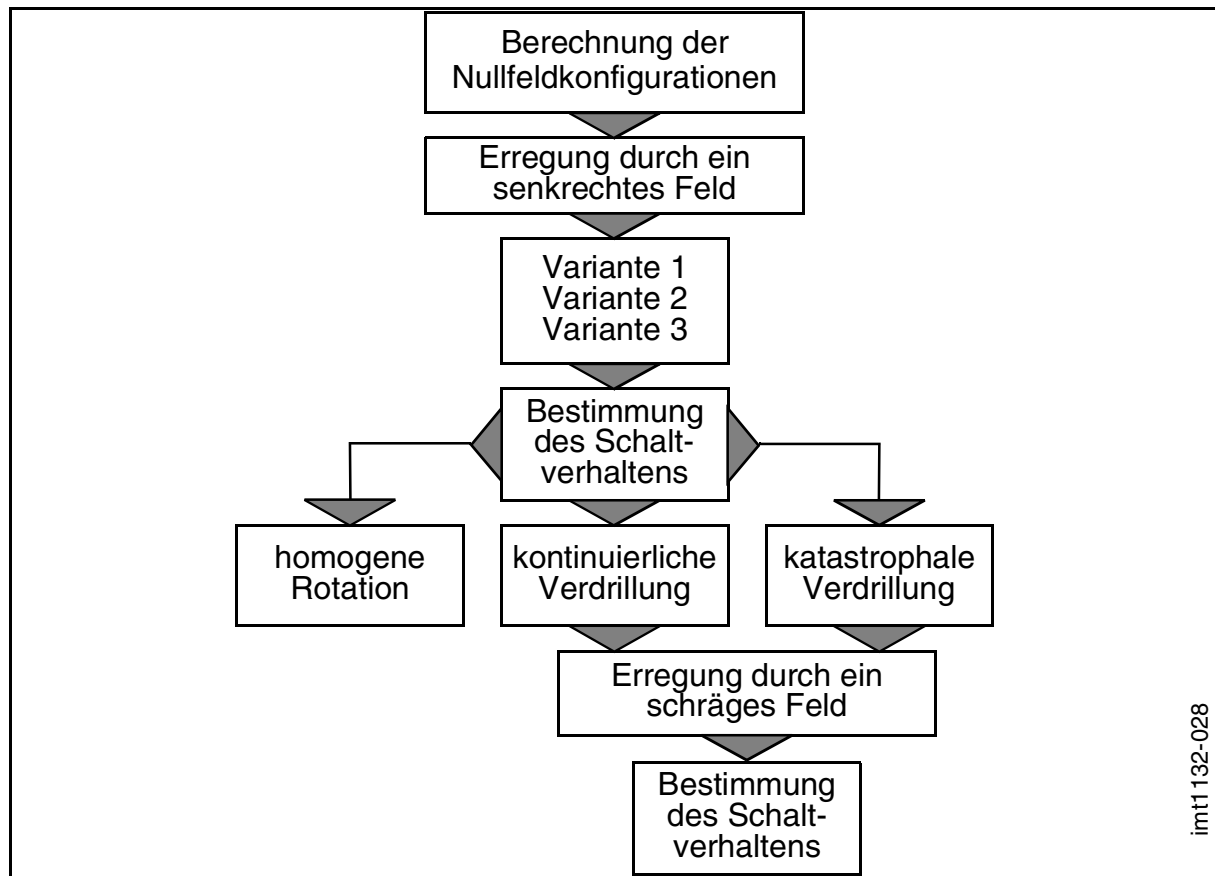 Berechnung der
Nullfeldkonfigurationen
Erregung durch ein
senkrechtes Feld
Variante 1
Variante 2
Variante 3
Bestimmung
des Schalt-
verhaltens
homogene
Rotation
kontinuierliche
Verdrillung
katastrophale
Verdrillung
Erregung durch ein
schräges Feld
Bestimmung
des Schalt-
verhaltens
imt1132-028